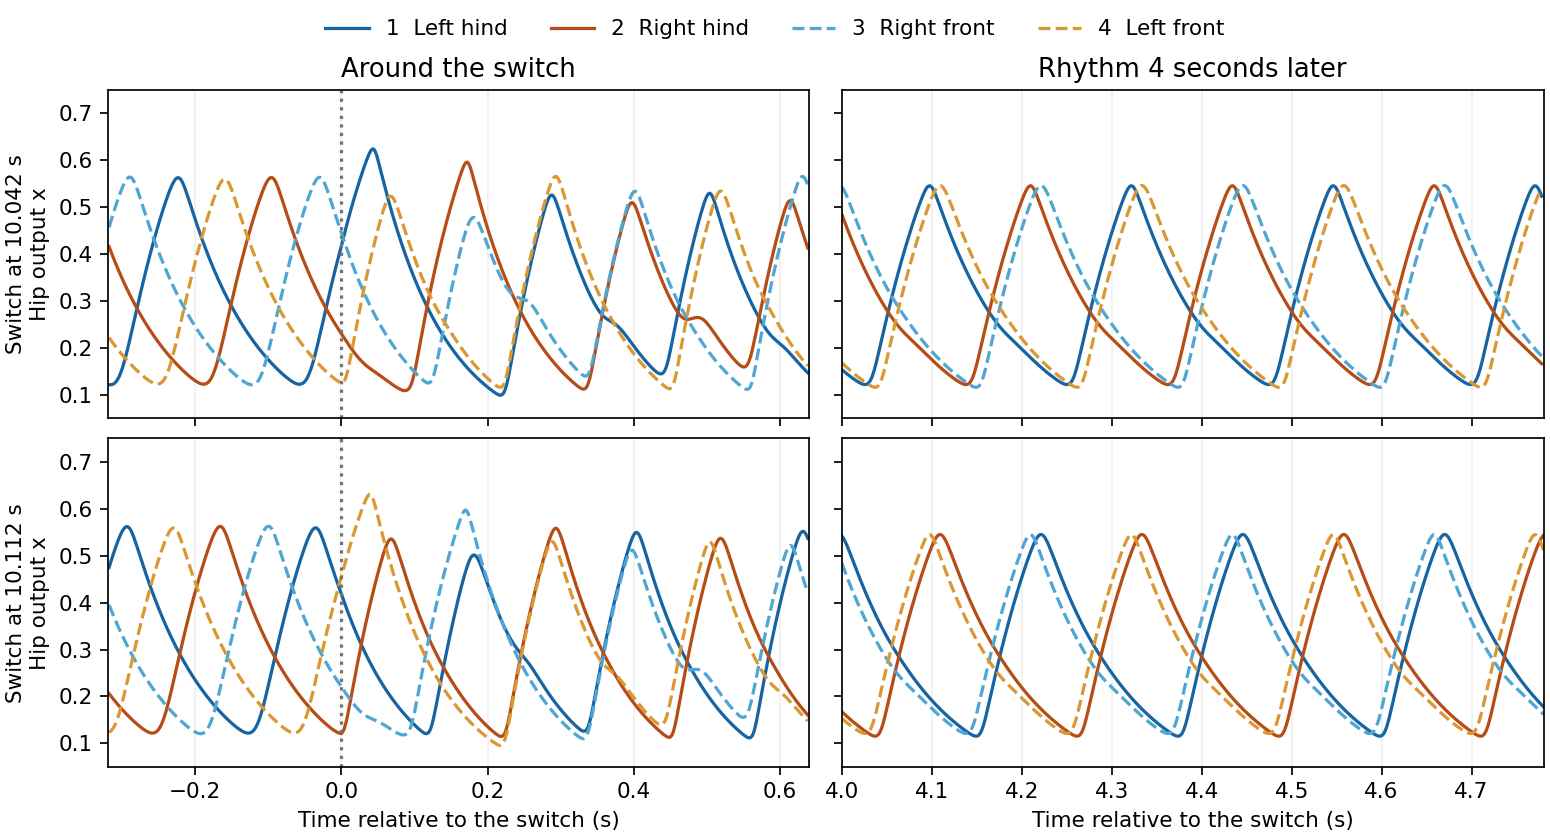 1 Left hind 2 Right hind 3 Right front 4 Left front
Around the switch
Rhythm 4 seconds later
Switch at 10.042 s
Hip output x
0.7
0.6
0.5
0.4
0.3
0.2
0.1
Switch at 10.112 s
Hip output x
0.7
0.6
0.5
0.4
0.3
0.2
0.1
−0.2 0.0 0.2 0.4 0.6
Time relative to the switch (s)
4.0 4.1 4.2 4.3 4.4 4.5 4.6 4.7
Time relative to the switch (s)